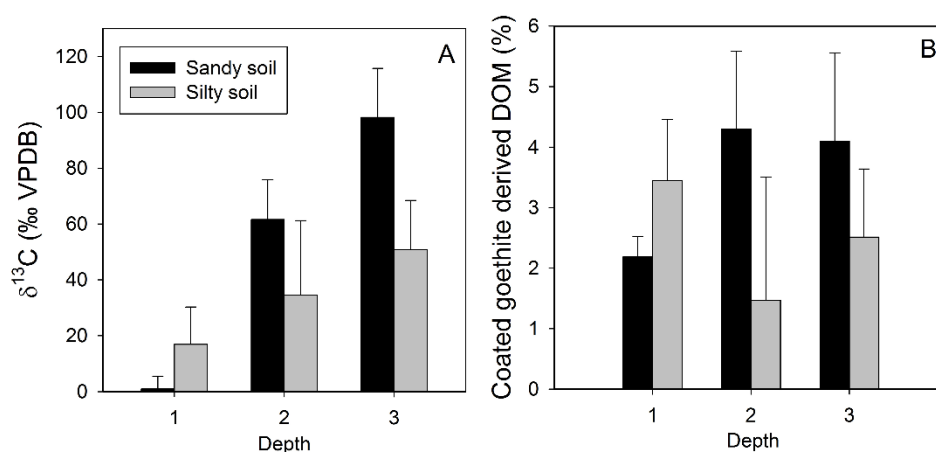 A
Sandy soil
Silty soil
δ¹³C (‰ VPDB)
120
100
80
60
40
20
0
1 2 3
Depth
B
Coated goethite derived DOM (%)
6
5
4
3
2
1
0
1 2 3
Depth